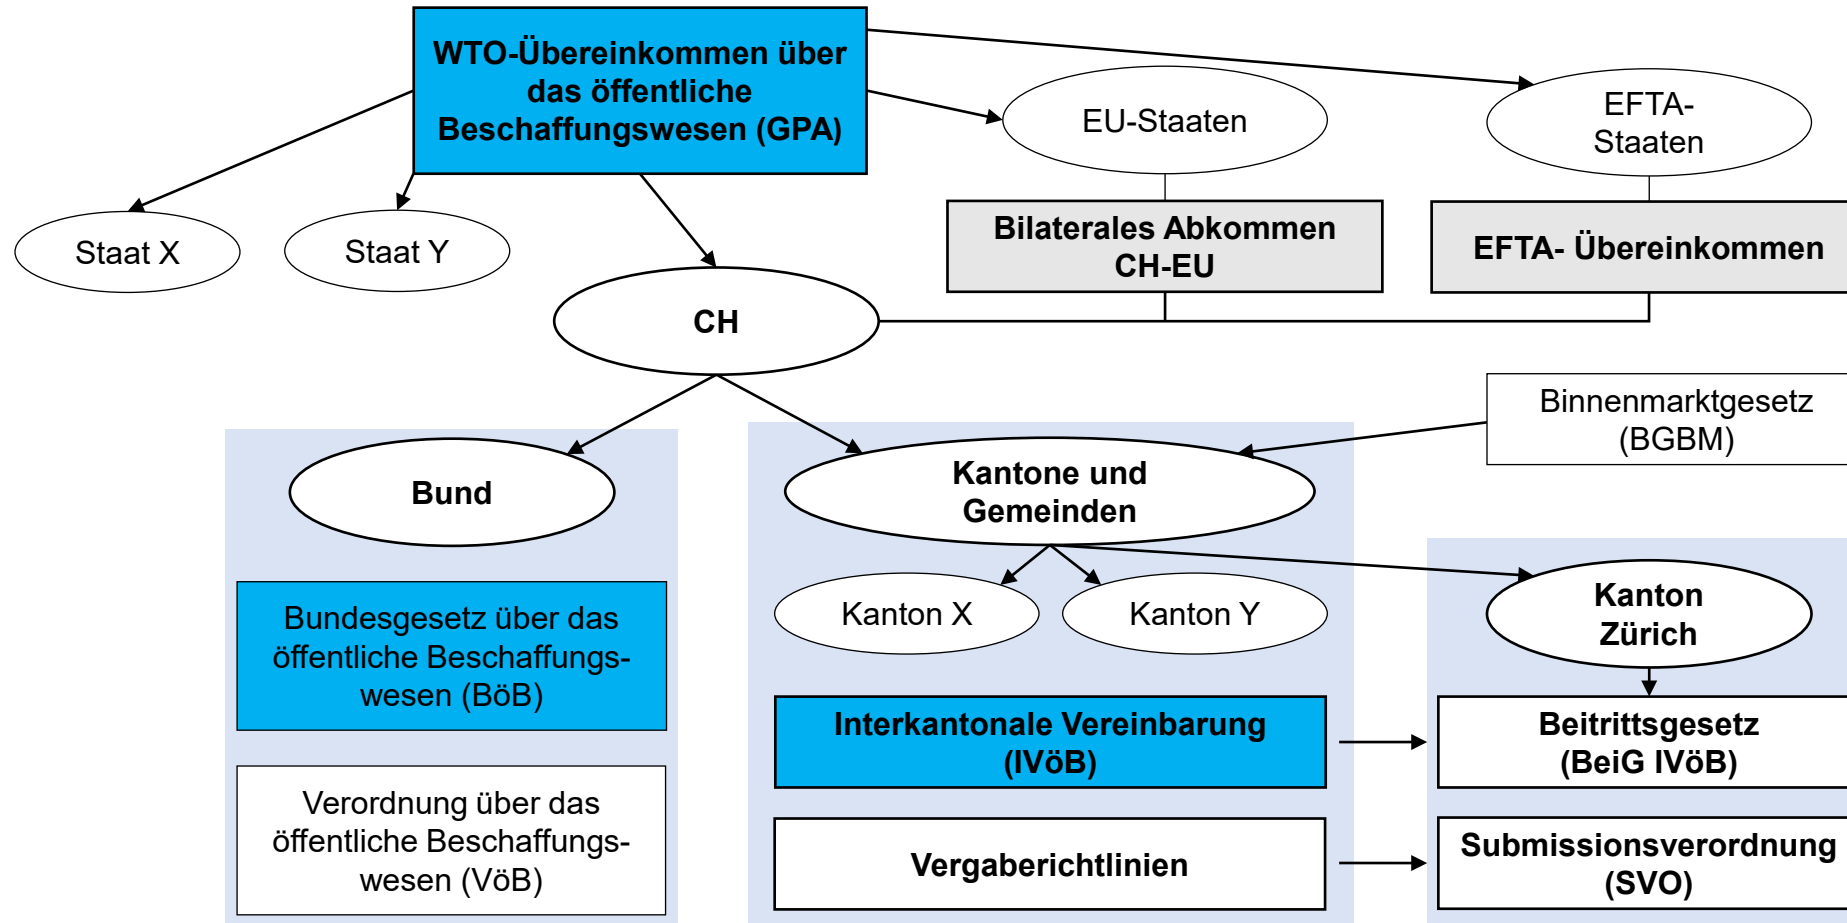 WTO-Übereinkommen über
das öffentliche
Beschaffungswesen (GPA)
EU-Staaten
EFTA-
Staaten
Staat X
Staat Y
Bilaterales Abkommen
CH-EU
EFTA- Übereinkommen
CH
Binnenmarktgesetz
(BGBM)
Bund
Kantone und
Gemeinden
Kanton X
Kanton Y
Kanton
Zürich
Bundesgesetz über das
öffentliche Beschaffungs-
wesen (BöB)
Interkantonale Vereinbarung
(IVöB)
Beitrittsgesetz
(BeiG IVöB)
Verordnung über das
öffentliche Beschaffungs-
wesen (VöB)
Vergaberichtlinien
Submissionsverordnung
(SVO)